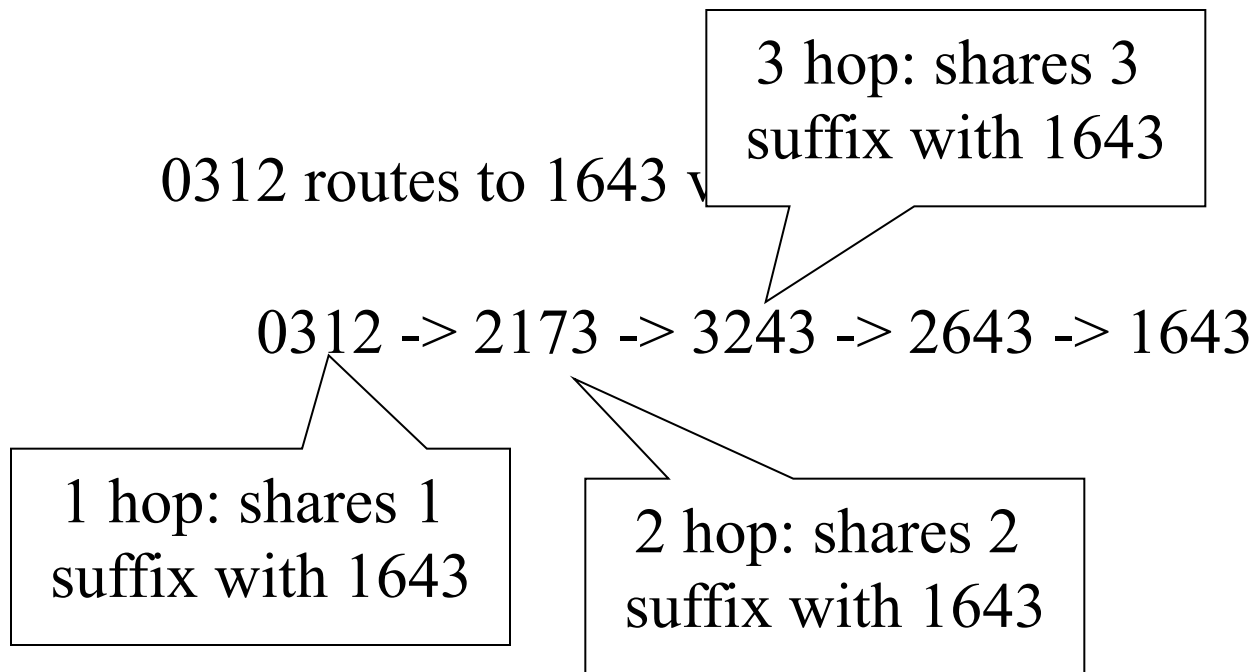 3 hop: shares 3
suffix with 1643
0312 routes to 1643
0312 -> 2173 -> 3243 -> 2643 -> 1643
1 hop: shares 1
suffix with 1643
2 hop: shares 2
suffix with 1643